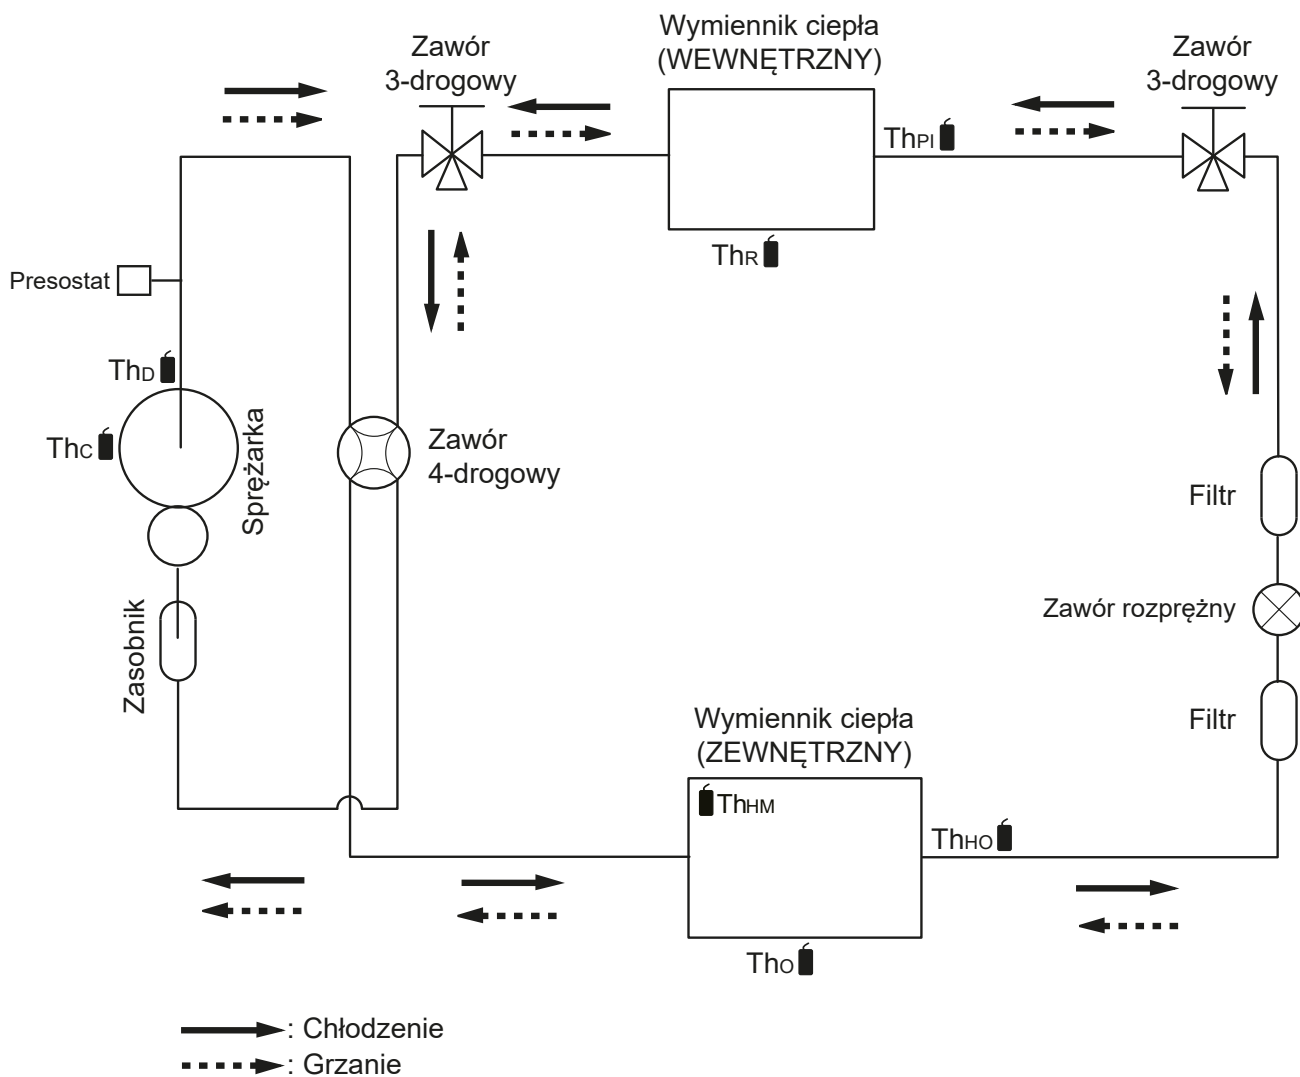 Wymiennik ciepła
(WEWNĘTRZNY)
Zawór
3-drogowy
Zawór
3-drogowy
ThPI
ThR
Presostat
ThD
ThC
Sprężarka
Zawór
4-drogowy
Filtr
Zawór rozprężny
Zasobnik
Filtr
Wymiennik ciepła
(ZEWNĘTRZNY)
ThHM
ThHO
ThO
: Chłodzenie
: Grzanie